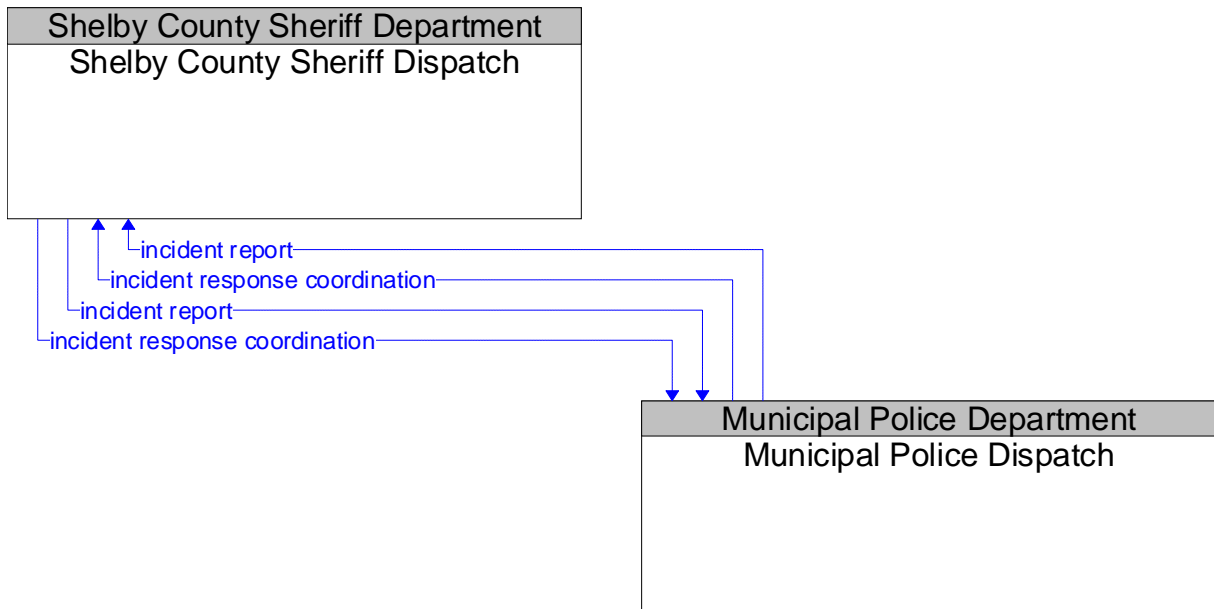 Shelby County Sheriff Department
Shelby County Sheriff Dispatch
incident report
incident response coordination
incident report
incident response coordination
Municipal Police Department
Municipal Police Dispatch